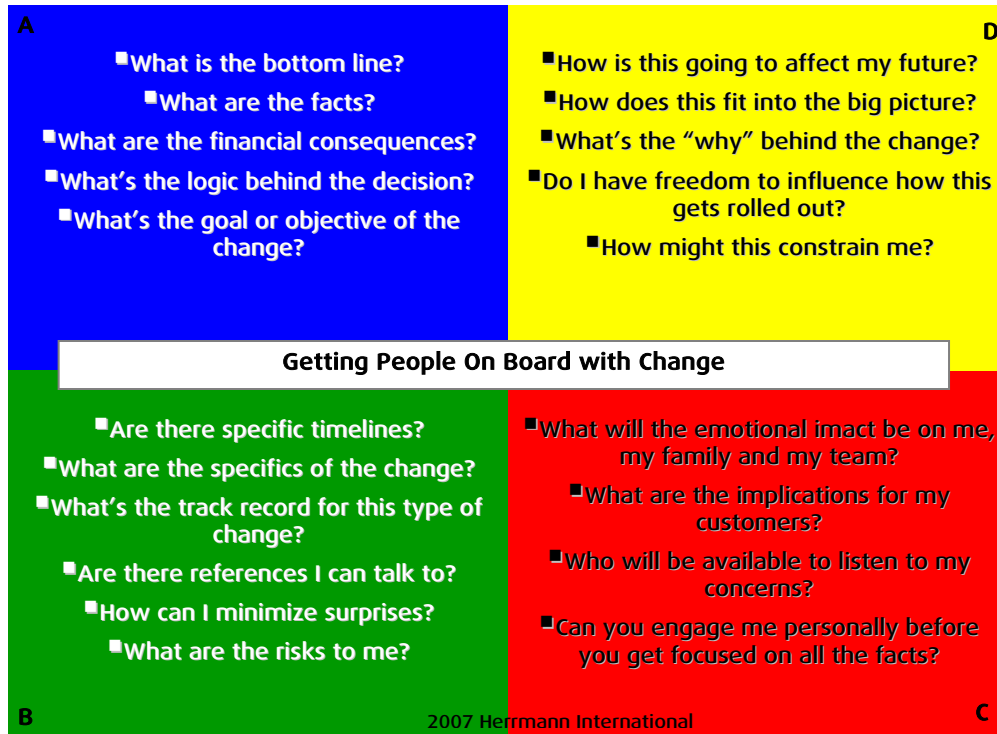 A
▪What is the bottom line?
▪What are the facts?
▪What are the financial consequences?
▪What's the logic behind the decision?
▪What's the goal or objective of the
change?
D
▪How is this going to affect my future?
▪How does this fit into the big picture?
▪What's the “why” behind the change?
▪Do I have freedom to influence how this
gets rolled out?
▪How might this constrain me?
Getting People On Board with Change
▪Are there specific timelines?
▪What are the specifics of the change?
▪What's the track record for this type of
change?
▪Are there references I can talk to?
▪How can I minimize surprises?
▪What are the risks to me?
B
▪What will the emotional imact be on me,
my family and my team?
▪What are the implications for my
customers?
▪Who will be available to listen to my
concerns?
▪Can you engage me personally before
you get focused on all the facts?
C
2007 Herrmann International